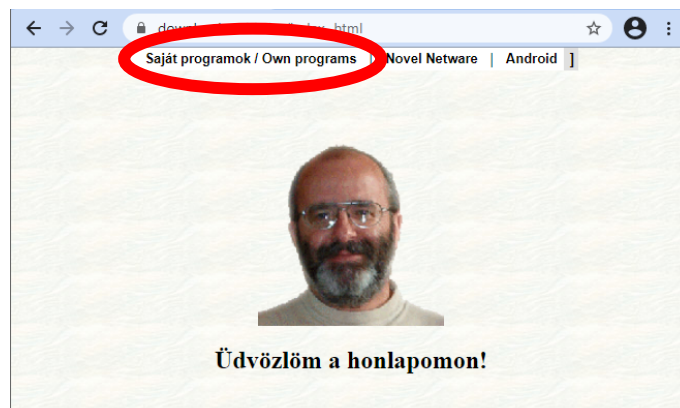 Saját programok / Own programs | Novel Netware | Android ]
Üdvözlöm a honlapomon!